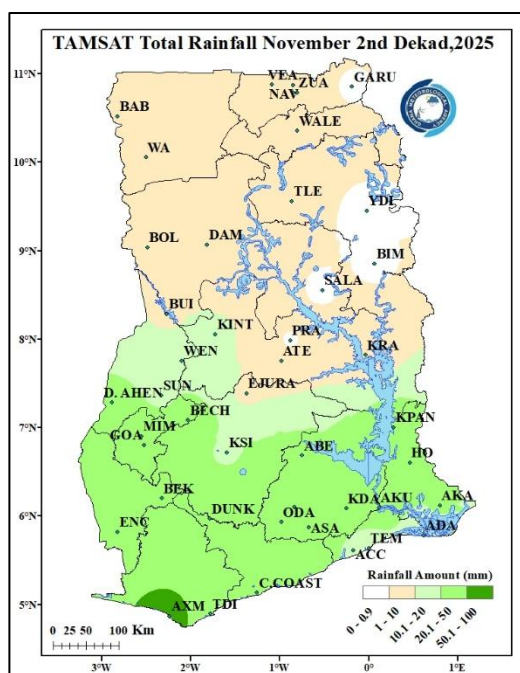 TAMSAT Total Rainfall November 2nd Dekad,2025
11°N
VEA
ZUA
GARU
NAV
BAB
WALE
10°N
WA
TLE
YDI
9°N
BOL
DAM
BIM
SALA
BUI
8°N
KINT
PRA
WEN
ATE
KRA
SUN
EJURA
D. AHEN
7°N
BECH
KPAN
GOA
MIM
KSI
ABE
HO
BEK
KDA
AKU
AKA
6°N
DUNK
ODA
ENC
ASA
ADA
TEM
ACC
Rainfall Amount (mm)
C.COAST
5°N
AXM
TDI
0 - 0.9
1 - 10
10.1 - 20
20.1 - 50
50.1 - 100
0 25 50 100 Km
3°W
2°W
1°W
0°
1°E